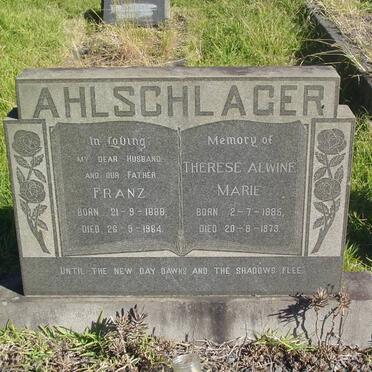 AHLSCHLAGER
In Loving
MY DEAR HUSBAND
AND OUR FATHER
FRANZ
BORN 21-9-1888,
DIED 26-9-1964.
Memory of
THERESE ALWINE
MARIE
BORN 2-7-1885,
DIED 20-8-1973.
UNTIL THE NEW DAY DAWNS AND THE SHADOWS FLEE